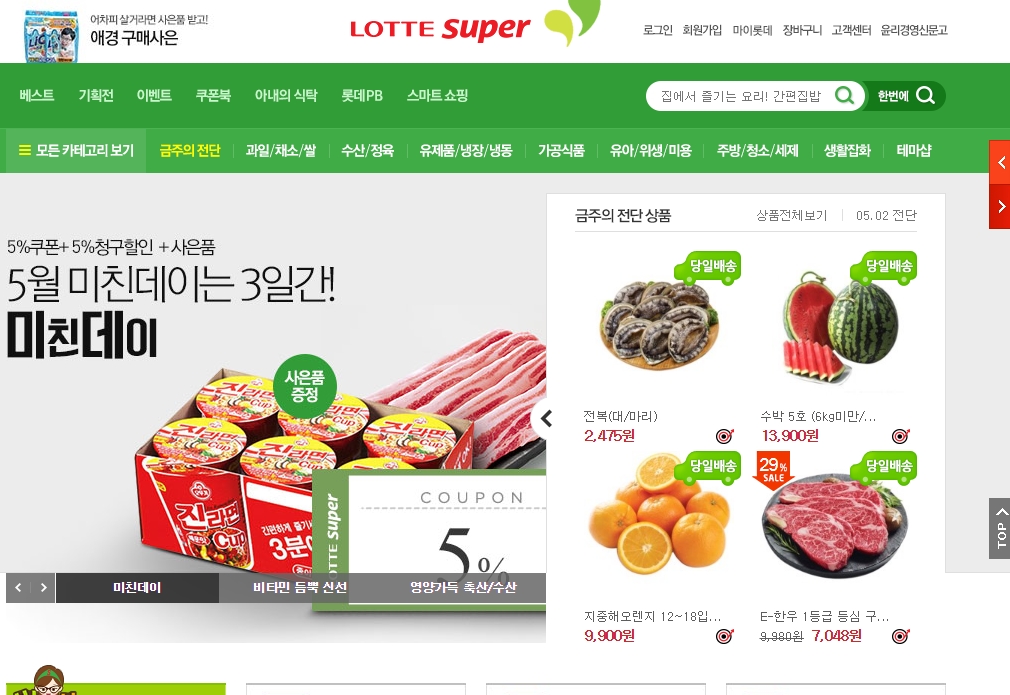 어차피 살거라면 사은품 받고!
애경 구매사은
LOTTE super
로그인 회원가입 마이롯데 장바구니 고객센터 윤리경영신문고
베스트 기획전 이벤트 쿠폰북 아내의 식탁 롯데PB 스마트 쇼핑
집에서 즐기는 요리! 간편집밥
한번에
모든 카테고리 보기 금주의 전단 과일/채소/쌀 수산/정육 유제품/냉장/냉동 가공식품 유아/위생/미용 주방/청소/세제 생활잡화 테마샵
5%쿠폰+5%청구할인 +사은품
5월 미친데이는 3일간!
미친데이
사은품
증정
진라면
Cup
간편하게 즐기
3분
LOTTE super
COUPON
5%
미친데이 비타민 듬뿍 신선 영양가득 축산/수산
금주의 전단 상품 상품전체보기 05.02 전단
당일배송
전복(대/마리)
2,475원
당일배송
수박 5호 (6kg미만/...
13,900원
당일배송
지중해오렌지 12~18입...
9,900원
29%
SALE
당일배송
E-한우 1등급 등심 구...
9,980원 7,048원
TOP